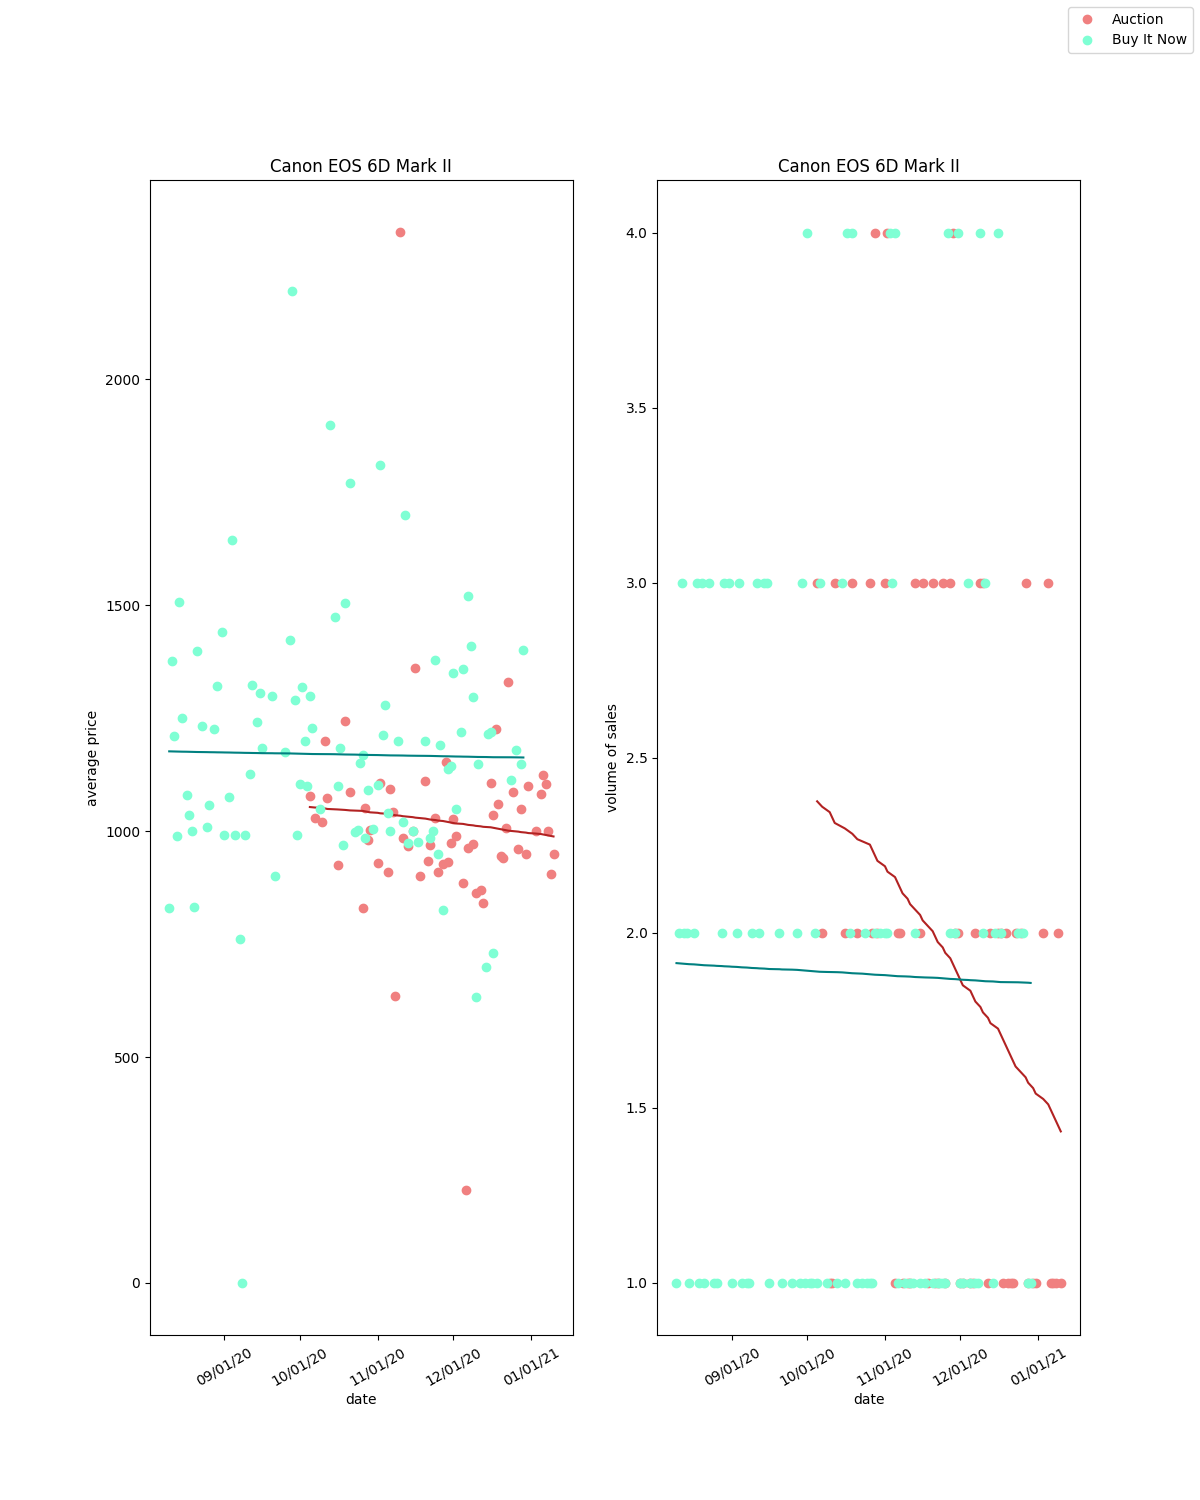 Auction
Buy It Now
Canon EOS 6D Mark II
average price
2000
1500
1000
500
0
09/01/20
10/01/20
11/01/20
12/01/20
01/01/21
date
Canon EOS 6D Mark II
volume of sales
4.0
3.5
3.0
2.5
2.0
1.5
1.0
09/01/20
10/01/20
11/01/20
12/01/20
01/01/21
date